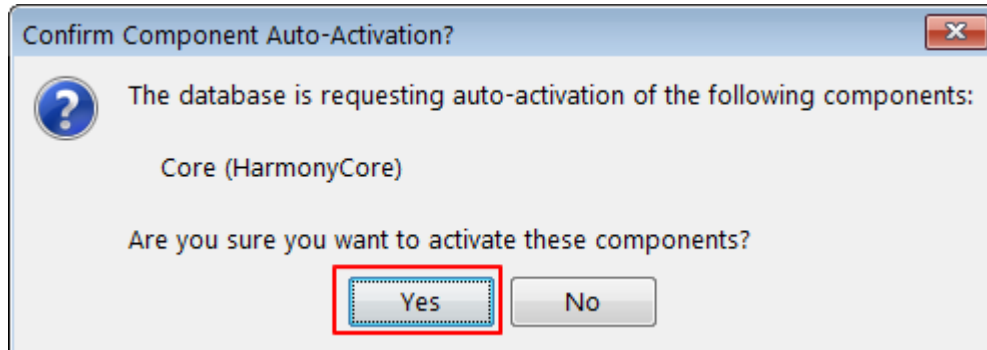 Confirm Component Auto-Activation?
The database is requesting auto-activation of the following components:
Core (HarmonyCore)
Are you sure you want to activate these components?
Yes No